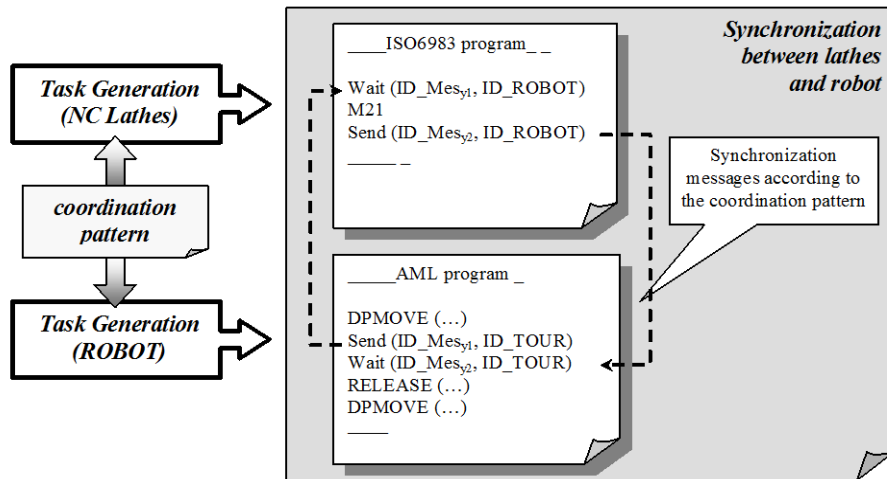 Task Generation
(NC Lathes)
coordination
pattern
Task Generation
(ROBOT)
____ISO6983 program_ _
Wait (ID_Mesy1, ID_ROBOT)
M21
Send (ID_Mesy2, ID_ROBOT)
_____ _
_____AML program _
DPMOVE (…)
Send (ID_Mesy1, ID_TOUR)
Wait (ID_Mesy2, ID_TOUR)
RELEASE (…)
DPMOVE (…)
____
Synchronization
between lathes
and robot
Synchronization
messages according to
the coordination pattern